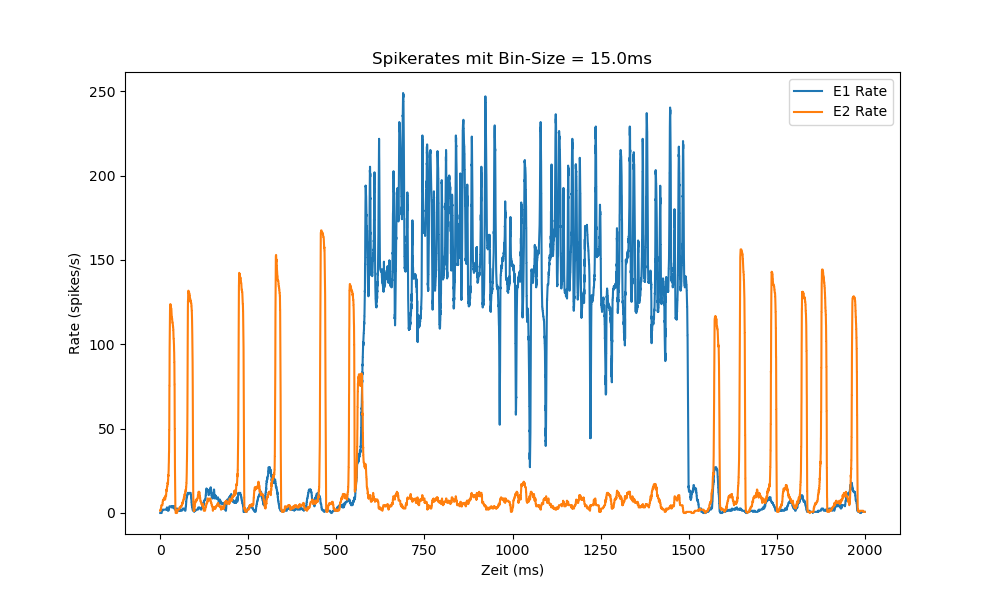 Spikerates mit Bin-Size = 15.0ms
E1 Rate
E2 Rate
Rate (spikes/s)
250
200
150
100
50
0
0 250 500 750 1000 1250 1500 1750 2000
Zeit (ms)